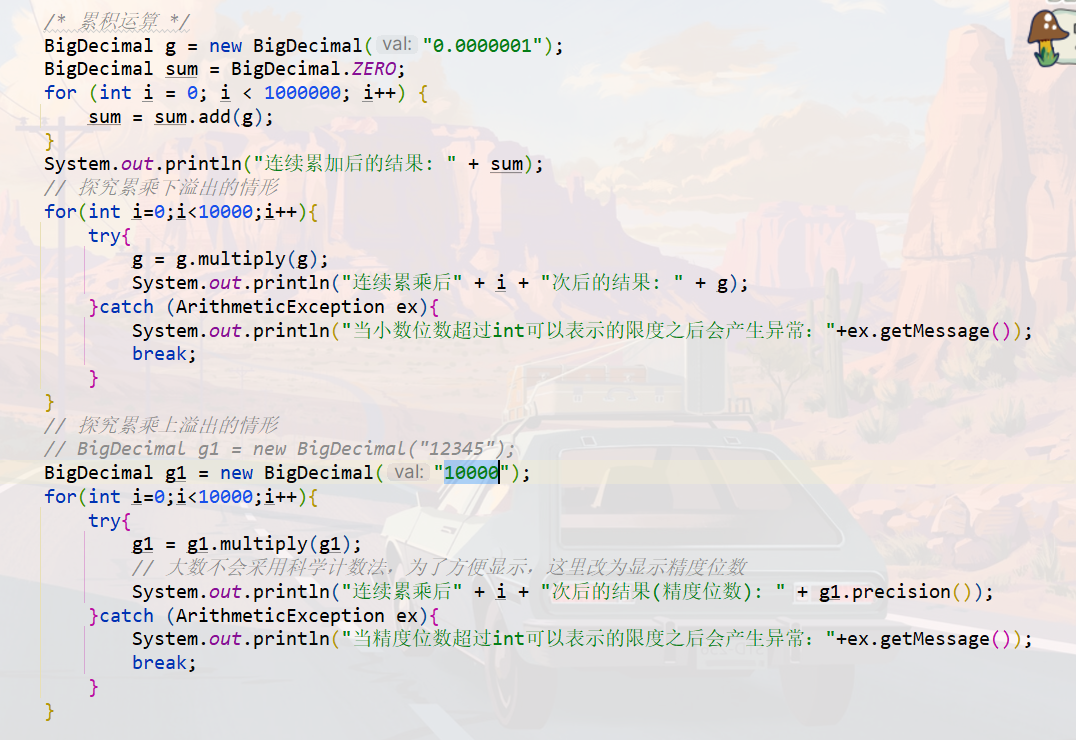 /* 累积运算 */
BigDecimal g = new BigDecimal( val: "0.0000001");
BigDecimal sum = BigDecimal.ZERO;
for (int i = 0; i < 1000000; i++) {
sum = sum.add(g);
}
System.out.println("连续累加后的结果: " + sum);
// 探究累乘下溢出的情形
for(int i=0;i<10000;i++){
try{
g = g.multiply(g);
System.out.println("连续累乘后" + i + "次后的结果: " + g);
}catch (ArithmeticException ex){
System.out.println("当小数位数超过int可以表示的限度之后会产生异常: "+ex.getMessage());
break;
}
}
// 探究累乘上溢出的情形
// BigDecimal g1 = new BigDecimal("12345");
BigDecimal g1 = new BigDecimal( val: "10000");
for(int i=0;i<10000;i++){
try{
g1 = g1.multiply(g1);
// 大数不会采用科学计数法, 为了方便显示, 这里改为显示精度位数
System.out.println("连续累乘后" + i + "次后的结果(精度位数): " + g1.precision());
}catch (ArithmeticException ex){
System.out.println("当精度位数超过int可以表示的限度之后会产生异常: "+ex.getMessage());
break;
}
}